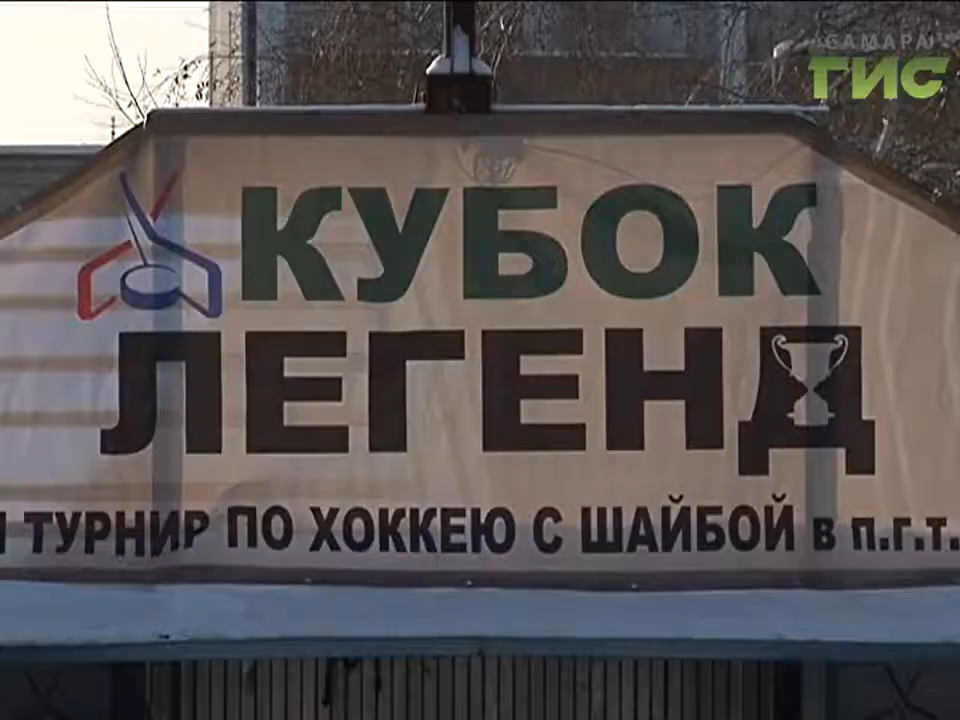 САМАРА
ГИС
КУБОК
ЛЕГЕНД
ТУРНИР ПО ХОККЕЮ С ШАЙБОЙ в п.г.т.